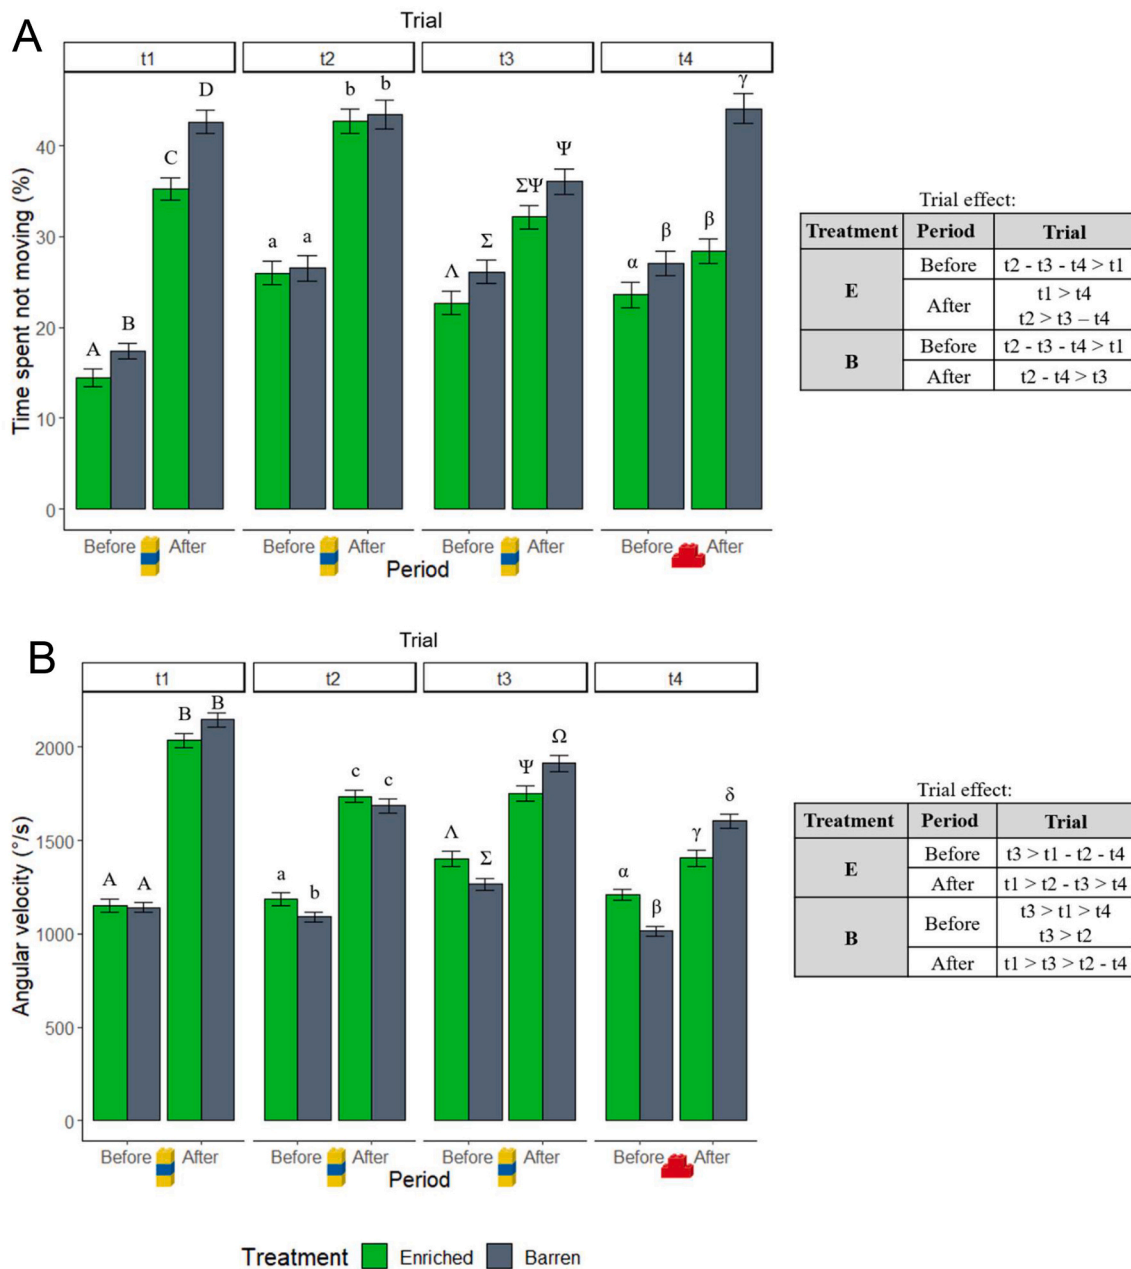 A
Trial
t1 t2 t3 t4
Time spent not moving (%)
40
30
20
10
0
A B C D
a a b b
Λ Σ ΣΨ Ψ
α β β γ
Before After Before After Before After Before After
Period
Trial effect:
Treatment Period Trial
E
Before t2 - t3 - t4 > t1
After t1 > t4
t2 > t3 – t4
B
Before t2 - t3 - t4 > t1
After t2 - t4 > t3
B
Trial
t1 t2 t3 t4
Angular velocity (°/s)
2000
1500
1000
500
0
A A B B
a b c c
Λ Σ Ψ Ω
α β γ δ
Before After Before After Before After Before After
Period
Trial effect:
Treatment Period Trial
E
Before t3 > t1 - t2 - t4
After t1 > t2 - t3 > t4
B
Before t3 > t1 > t4
t3 > t2
After t1 > t3 > t2 - t4
Treatment Enriched Barren